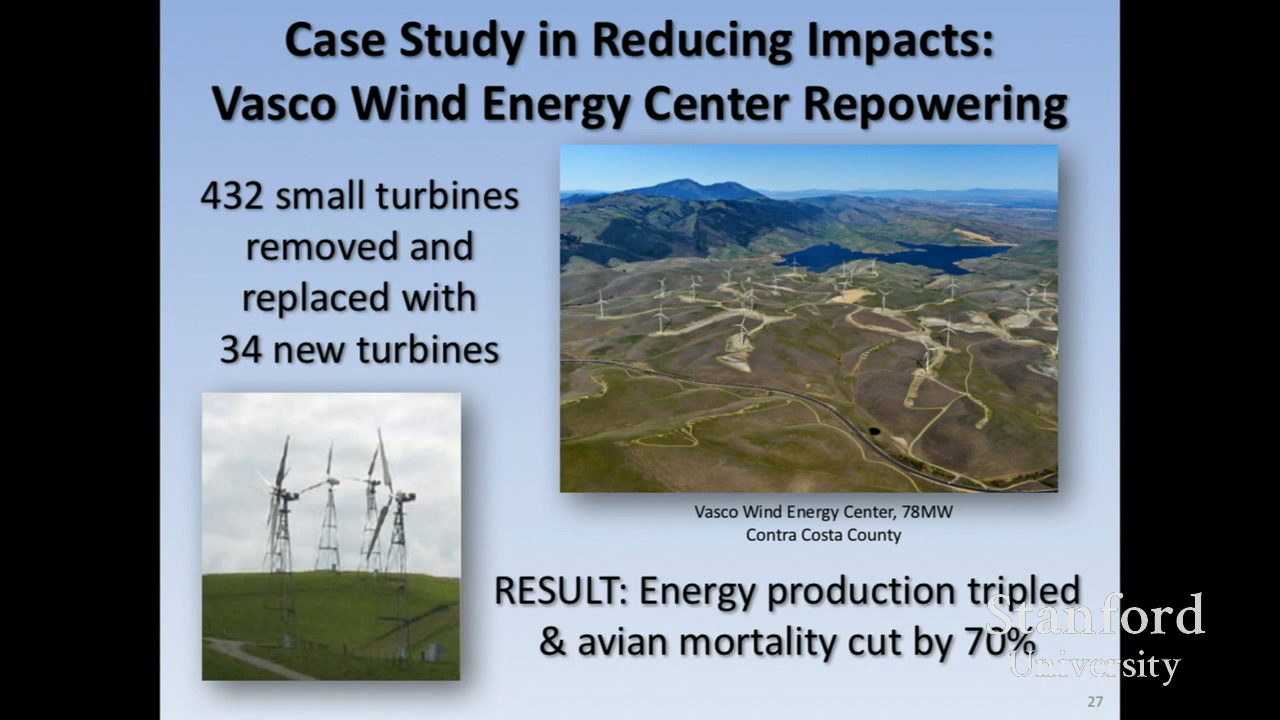 Case Study in Reducing Impacts:
Vasco Wind Energy Center Repowering
432 small turbines
removed and
replaced with
34 new turbines
Vasco Wind Energy Center, 78MW
Contra Costa County
RESULT: Energy production tripled
& avian mortality cut by 70%
Stanford
University
27